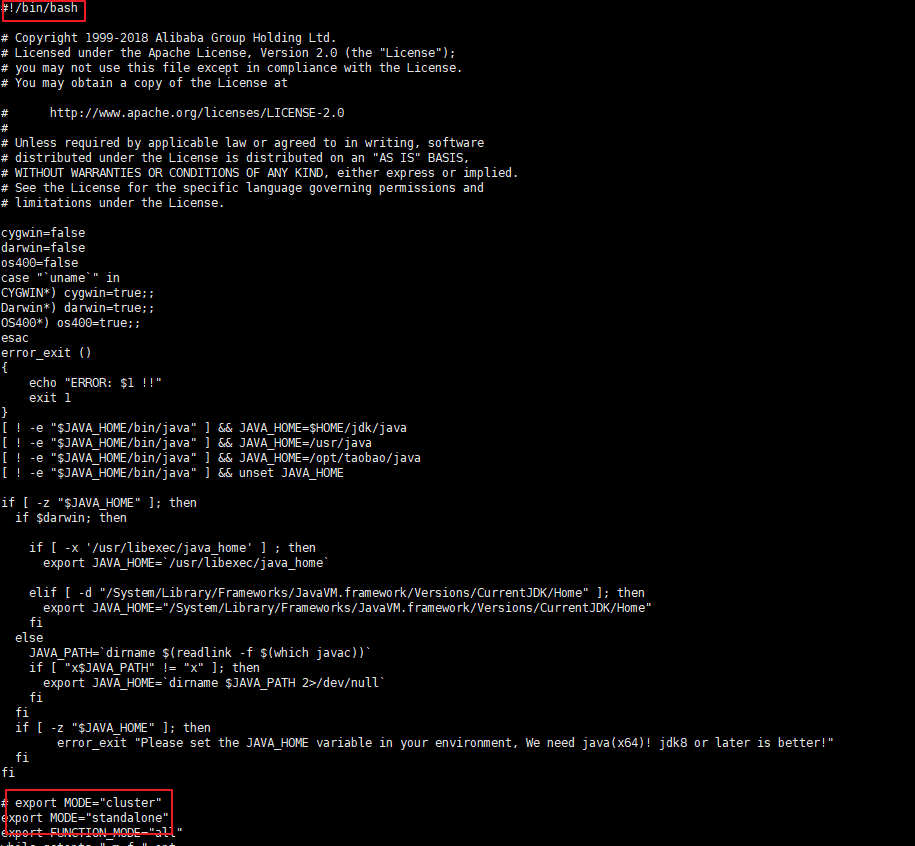 #!/bin/bash
# Copyright 1999-2018 Alibaba Group Holding Ltd.
# Licensed under the Apache License, Version 2.0 (the "License");
# you may not use this file except in compliance with the License.
# You may obtain a copy of the License at
#      http://www.apache.org/licenses/LICENSE-2.0
#
# Unless required by applicable law or agreed to in writing, software
# distributed under the License is distributed on an "AS IS" BASIS,
# WITHOUT WARRANTIES OR CONDITIONS OF ANY KIND, either express or implied.
# See the License for the specific language governing permissions and
# limitations under the License.
cygwin=false
darwin=false
os400=false
case "`uname`" in
CYGWIN*) cygwin=true;;
Darwin*) darwin=true;;
OS400*) os400=true;;
esac
error_exit ()
{
    echo "ERROR: $1 !!"
    exit 1
}
[ ! -e "$JAVA_HOME/bin/java" ] && JAVA_HOME=$HOME/jdk/java
[ ! -e "$JAVA_HOME/bin/java" ] && JAVA_HOME=/usr/java
[ ! -e "$JAVA_HOME/bin/java" ] && JAVA_HOME=/opt/taobao/java
[ ! -e "$JAVA_HOME/bin/java" ] && unset JAVA_HOME
if [ -z "$JAVA_HOME" ]; then
  if $darwin; then
    if [ -x '/usr/libexec/java_home' ] ; then
      export JAVA_HOME=`/usr/libexec/java_home`
    elif [ -d "/System/Library/Frameworks/JavaVM.framework/Versions/CurrentJDK/Home" ]; then
      export JAVA_HOME="/System/Library/Frameworks/JavaVM.framework/Versions/CurrentJDK/Home"
    fi
  else
    JAVA_PATH=`dirname $(readlink -f $(which javac))`
    if [ "x$JAVA_PATH" != "x" ]; then
      export JAVA_HOME=`dirname $JAVA_PATH 2>/dev/null`
    fi
  fi
  if [ -z "$JAVA_HOME" ]; then
        error_exit "Please set the JAVA_HOME variable in your environment, We need java(x64)! jdk8 or later is better!"
  fi
fi
# export MODE="cluster"
export MODE="standalone"
export FUNCTION_MODE="all"